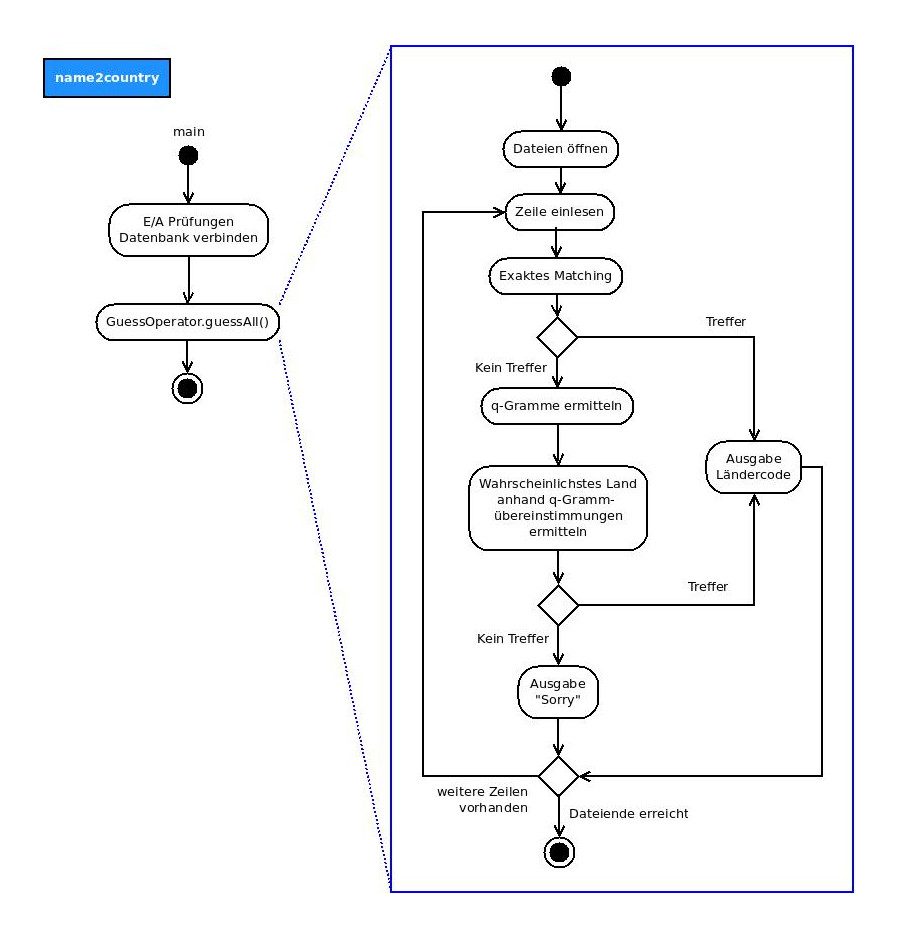 name2country
main
E/A Prüfungen
Datenbank verbinden
GuessOperator.guessAll()
Dateien öffnen
Zeile einlesen
Exaktes Matching
Treffer
Kein Treffer
q-Gramme ermitteln
Ausgabe
Ländercode
Wahrscheinlichstes Land
anhand q-Gramm-
übereinstimmungen
ermitteln
Treffer
Kein Treffer
Ausgabe
"Sorry"
weitere Zeilen
vorhanden
Dateiende erreicht